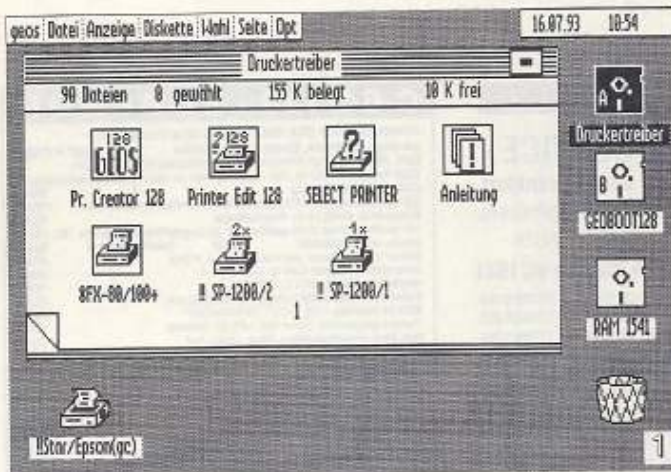 geos Datei Anzeige Diskette Wahl Seite Opt 16.07.93 10:54
Druckertreiber
90 Dateien 0 gewählt 155 K belegt 10 K frei
128 GEOS
?128
Pr. Creator 128 Printer Edit 128 SELECT PRINTER Anleitung
2x 1x
8FX-80/100+ !! SP-1200/2 !! SP-1200/1
1
A
Druckertreiber
B
GEOBOOT128
RAM 1541
!!Star/Epson(gc)